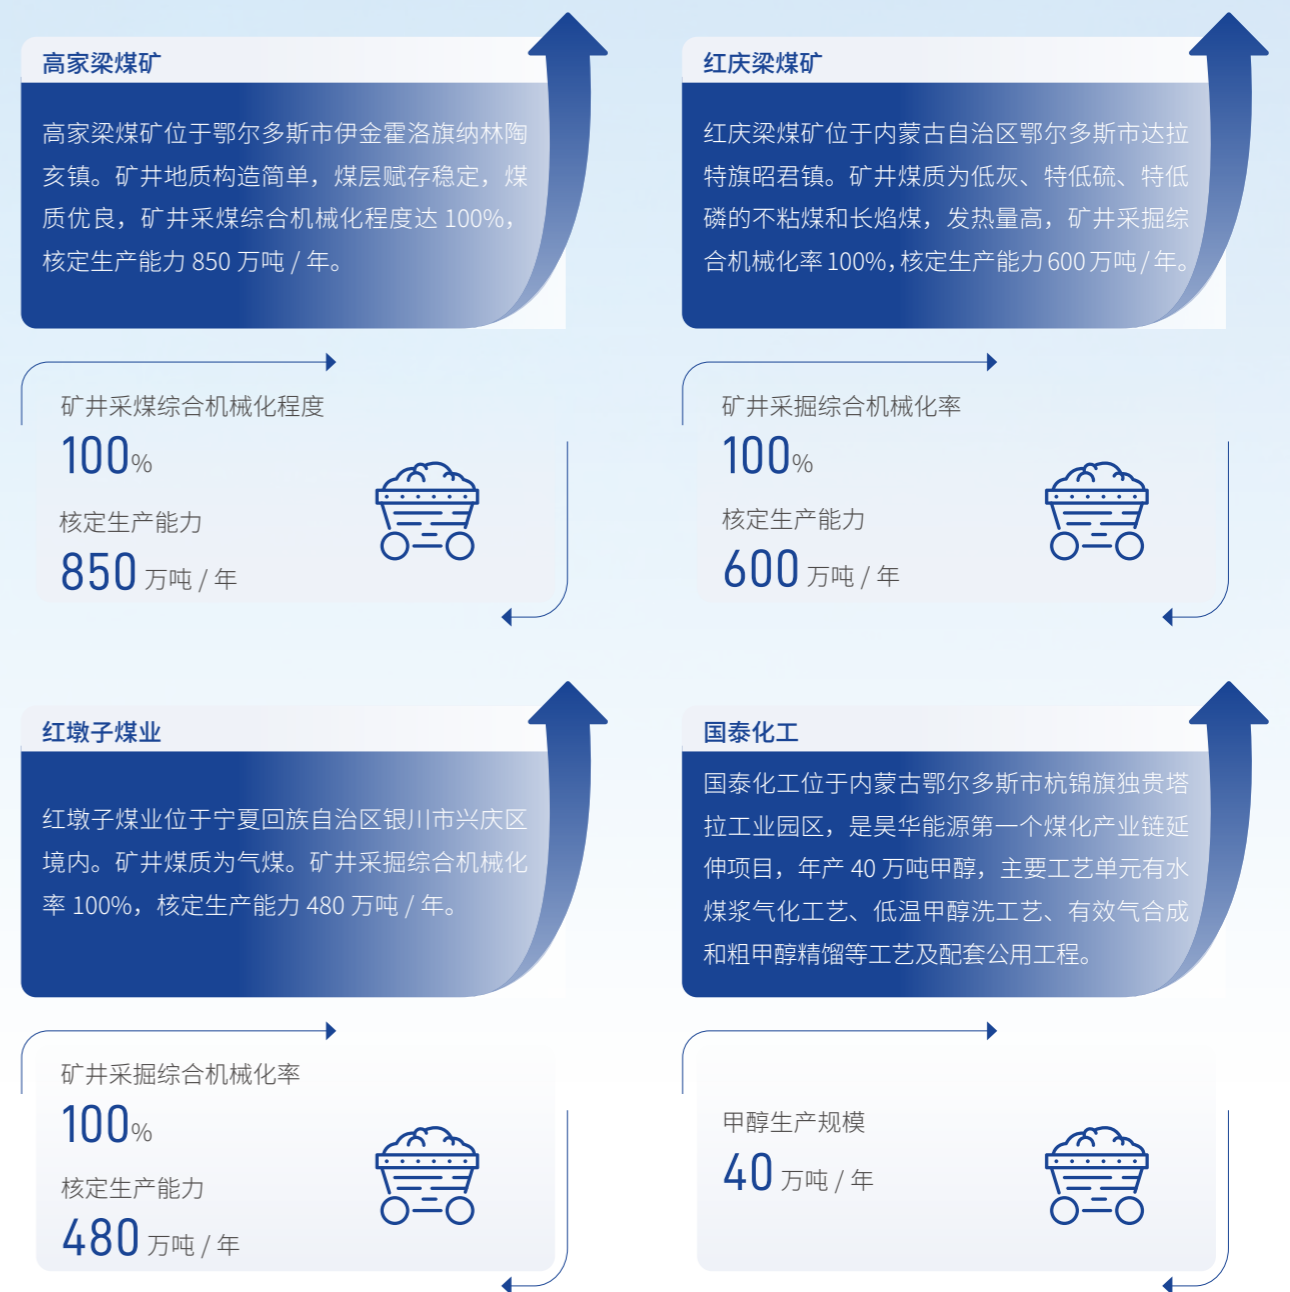 高家梁煤矿
高家梁煤矿位于鄂尔多斯市伊金霍洛旗纳林陶
亥镇。矿井地质构造简单，煤层赋存稳定，煤
质优良，矿井采煤综合机械化程度达 100%，
核定生产能力 850 万吨 / 年。
矿井采煤综合机械化程度
100%
核定生产能力
850 万吨 / 年
红庆梁煤矿
红庆梁煤矿位于内蒙古自治区鄂尔多斯市达拉
特旗昭君镇。矿井煤质为低灰、特低硫、特低
磷的不粘煤和长焰煤，发热量高，矿井采掘综
合机械化率 100%，核定生产能力 600 万吨 / 年。
矿井采掘综合机械化率
100%
核定生产能力
600 万吨 / 年
红墩子煤业
红墩子煤业位于宁夏回族自治区银川市兴庆区
境内。矿井煤质为气煤。矿井采掘综合机械化
率 100%，核定生产能力 480 万吨 / 年。
矿井采掘综合机械化率
100%
核定生产能力
480 万吨 / 年
国泰化工
国泰化工位于内蒙古鄂尔多斯市杭锦旗独贵塔
拉工业园区，是昊华能源第一个煤化产业链延
伸项目，年产 40 万吨甲醇，主要工艺单元有水
煤浆气化工艺、低温甲醇洗工艺、有效气合成
和粗甲醇精馏等工艺及配套公用工程。
甲醇生产规模
40 万吨 / 年